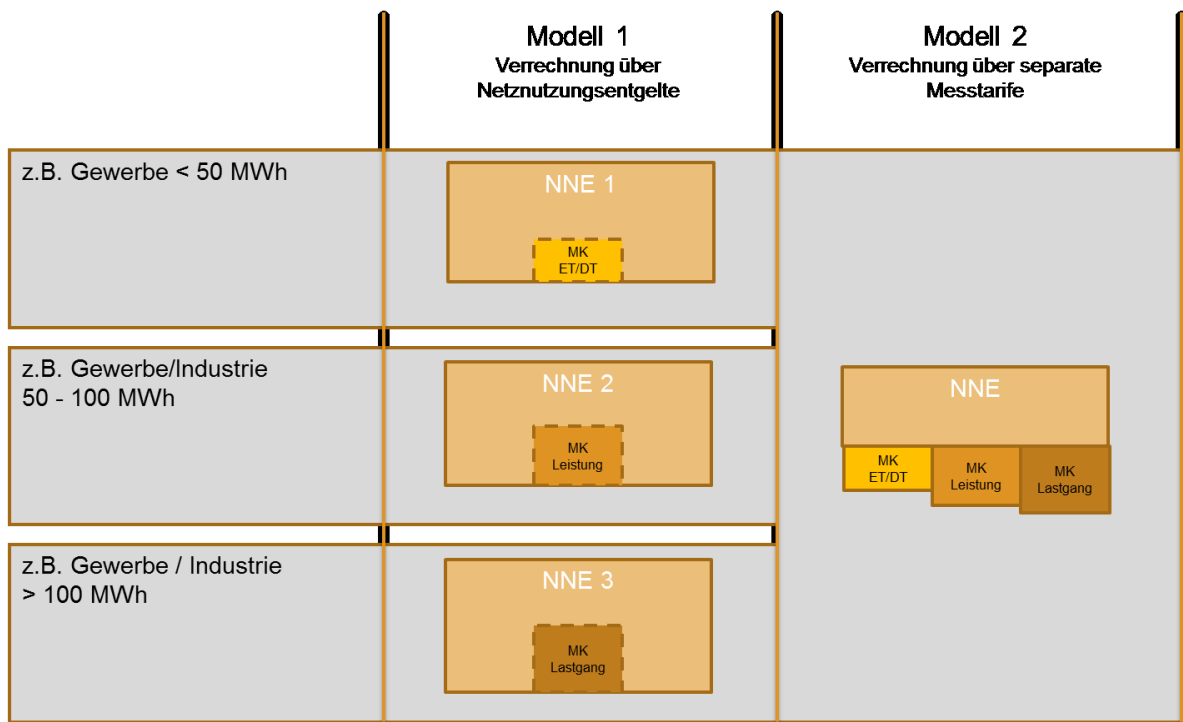 Modell 1
Verrechnung über
Netznutzungsentgelte
Modell 2
Verrechnung über separate
Messtarife
z.B. Gewerbe < 50 MWh
NNE 1
MK
ET/DT
z.B. Gewerbe/Industrie
50 - 100 MWh
NNE 2
MK
Leistung
NNE
MK
ET/DT
MK
Leistung
MK
Lastgang
z.B. Gewerbe / Industrie
> 100 MWh
NNE 3
MK
Lastgang